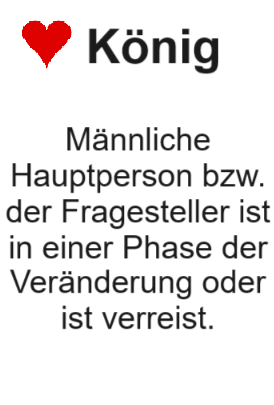 König
Männliche
Hauptperson bzw.
der Fragesteller ist
in einer Phase der
Veränderung oder
ist verreist.